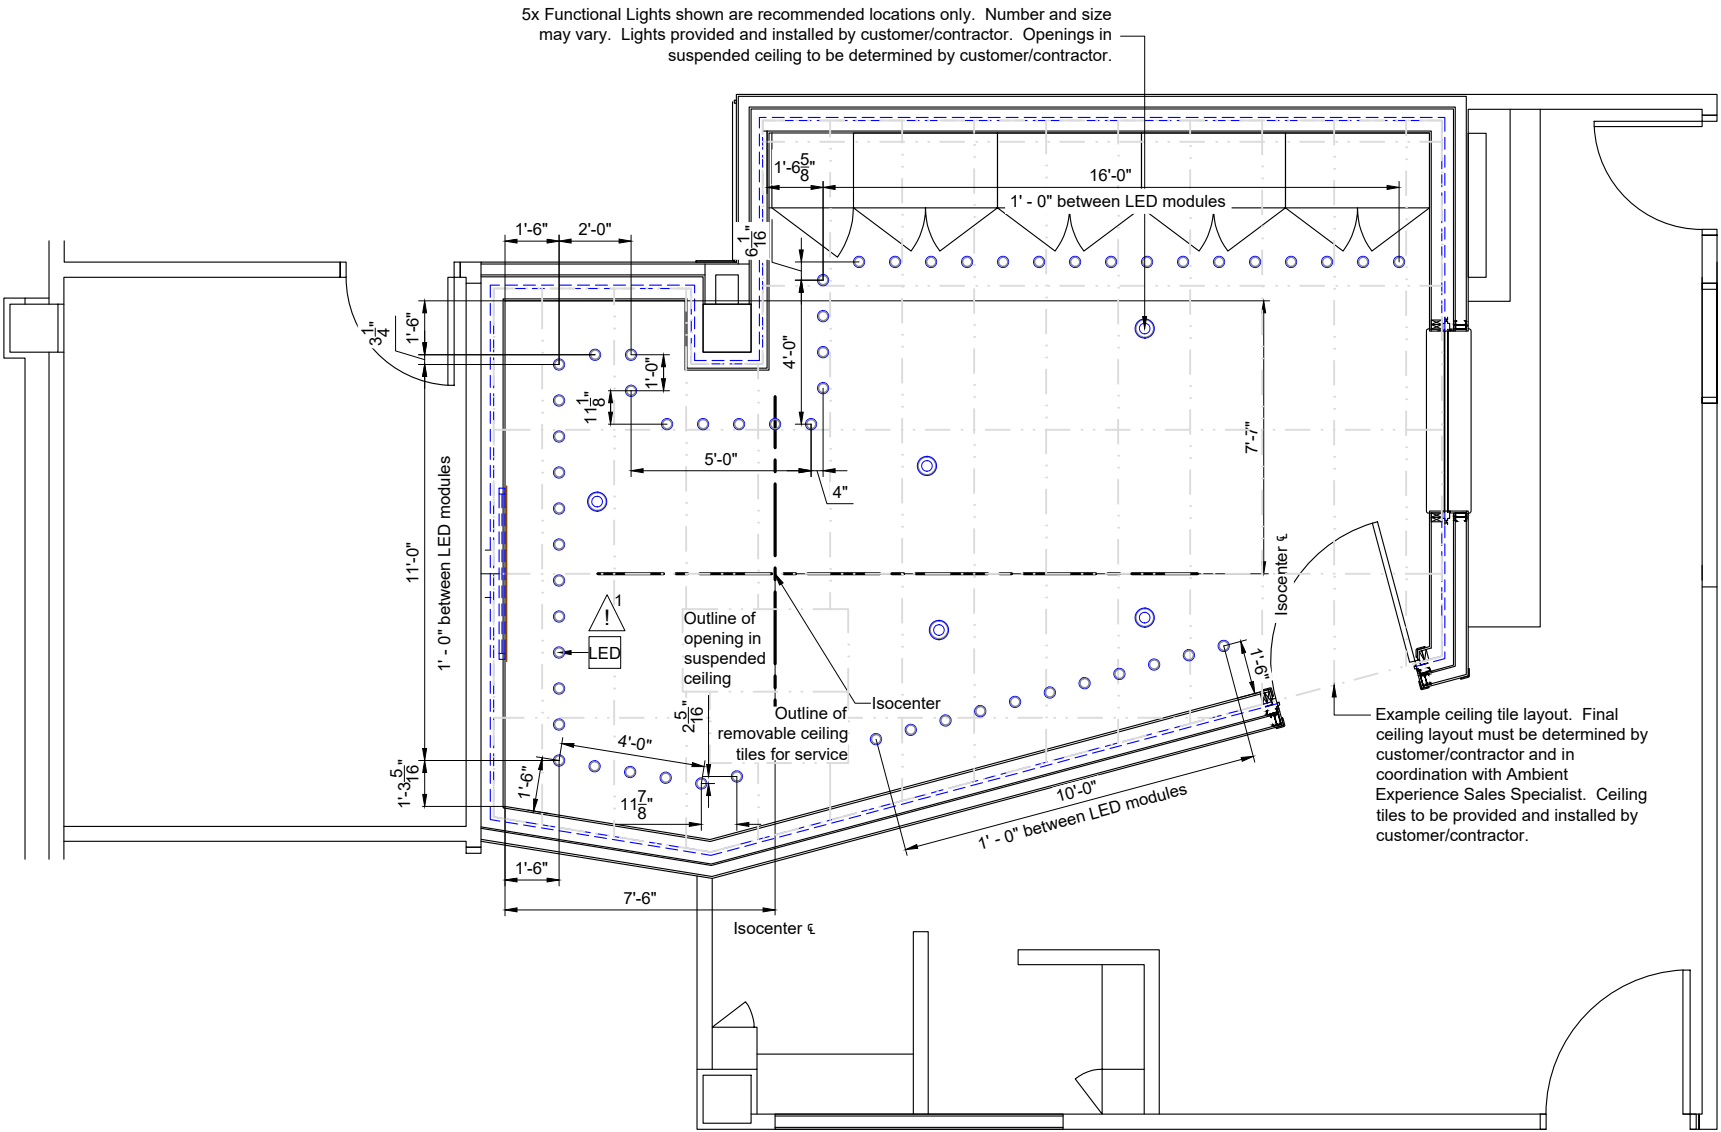 5x Functional Lights shown are recommended locations only.  Number and size
may vary.  Lights provided and installed by customer/contractor.  Openings in
suspended ceiling to be determined by customer/contractor.
1'-6 5/8"
16'-0"
1' - 0" between LED modules
6 1/16"
1'-6"
2'-0"
1'-6"
3 1/4"
1'-0"
11 1/8"
4'-0"
5'-0"
4"
7'-7"
11'-0"
1' - 0" between LED modules
Isocenter ℄
1
!
LED
Outline of
opening in
suspended
ceiling
Isocenter
2 5/16"
Outline of
removable ceiling
tiles for service
1'-6"
4'-0"
1'-6"
1'-3 5/16"
11 7/8"
10'-0"
1' - 0" between LED modules
Example ceiling tile layout.  Final
ceiling layout must be determined by
customer/contractor and in
coordination with Ambient
Experience Sales Specialist.  Ceiling
tiles to be provided and installed by
customer/contractor.
1'-6"
7'-6"
Isocenter ℄